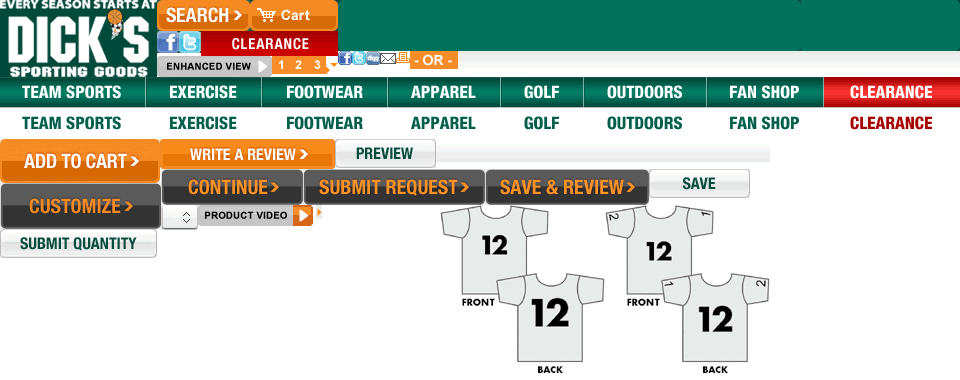 EVERY SEASON STARTS AT
DICK'S
SPORTING GOODS
SEARCH > Cart
CLEARANCE
ENHANCED VIEW 1 2 3 - OR -
TEAM SPORTS EXERCISE FOOTWEAR APPAREL GOLF OUTDOORS FAN SHOP CLEARANCE
TEAM SPORTS EXERCISE FOOTWEAR APPAREL GOLF OUTDOORS FAN SHOP CLEARANCE
ADD TO CART > WRITE A REVIEW > PREVIEW
CUSTOMIZE > CONTINUE > SUBMIT REQUEST > SAVE & REVIEW > SAVE
SUBMIT QUANTITY PRODUCT VIDEO
12
FRONT
12
BACK
2 1
12
FRONT
1 2
12
BACK